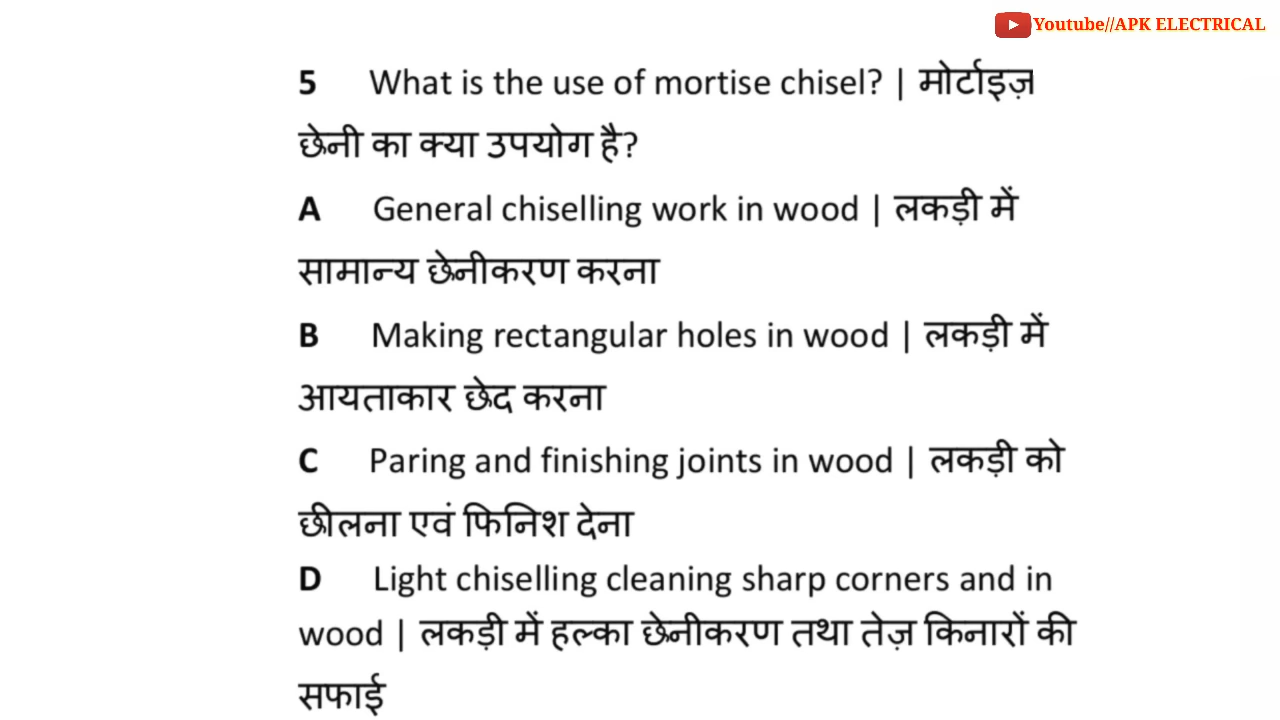 Youtube//APK ELECTRICAL
5 What is the use of mortise chisel? | मोर्टाइज़
छेनी का क्या उपयोग है?
A General chiselling work in wood | लकड़ी में
सामान्य छेनीकरण करना
B Making rectangular holes in wood | लकड़ी में
आयताकार छेद करना
C Paring and finishing joints in wood | लकड़ी को
छीलना एवं फिनिश देना
D Light chiselling cleaning sharp corners and in
wood | लकड़ी में हल्का छेनीकरण तथा तेज़ किनारों की
सफाई